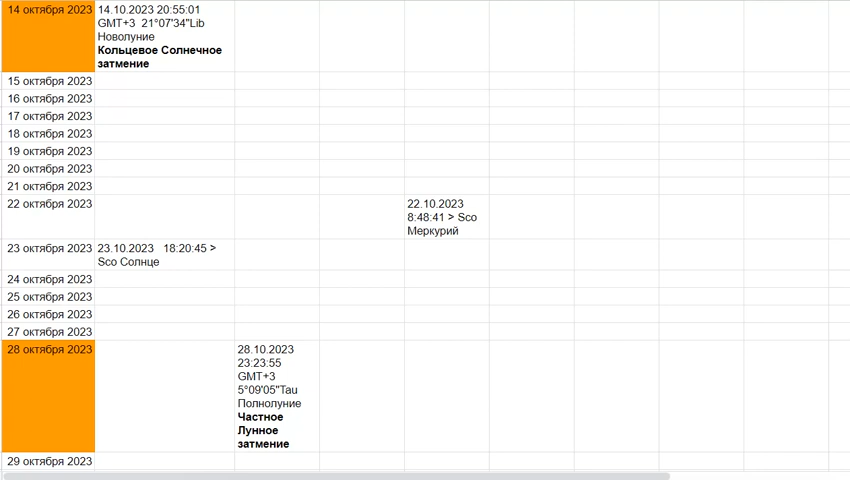 14 октября 2023
14.10.2023 20:55:01
GMT+3 21°07'34"Lib
Новолуние
Кольцевое Солнечное
затмение
15 октября 2023
16 октября 2023
17 октября 2023
18 октября 2023
19 октября 2023
20 октября 2023
21 октября 2023
22 октября 2023
22.10.2023
8:48:41 > Sco
Меркурий
23 октября 2023
23.10.2023 18:20:45 >
Sco Солнце
24 октября 2023
25 октября 2023
26 октября 2023
27 октября 2023
28 октября 2023
28.10.2023
23:23:55
GMT+3
5°09'05"Tau
Полнолуние
Частное
Лунное
затмение
29 октября 2023